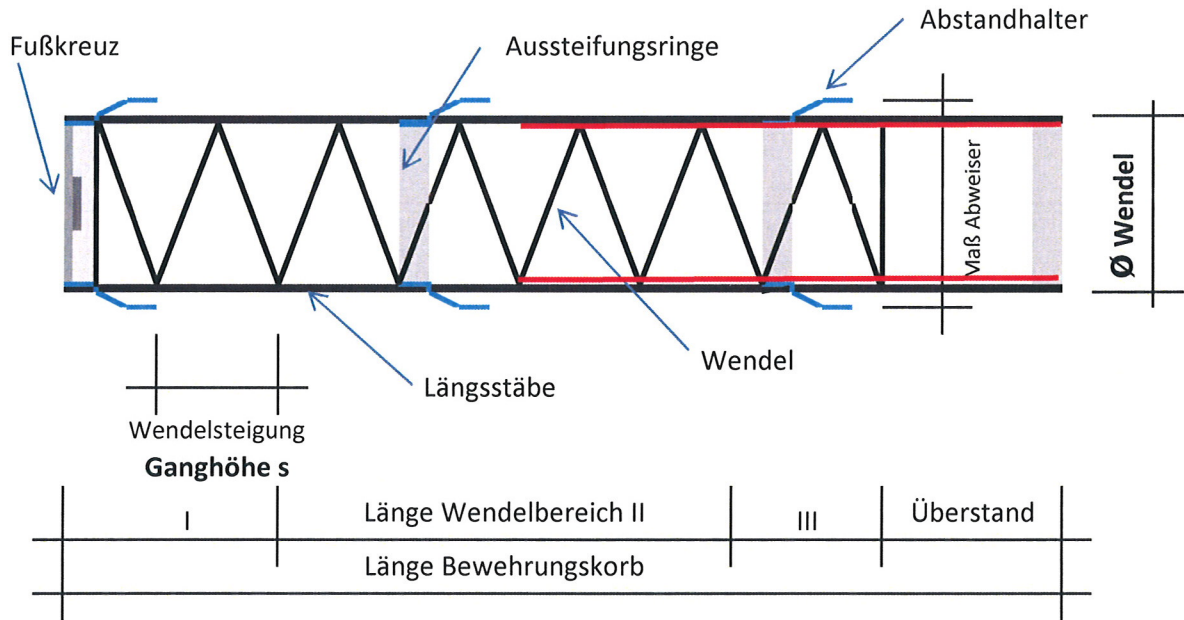 Fußkreuz
Aussteifungsringe
Abstandhalter
Maß Abweiser
Ø Wendel
Wendel
Längsstäbe
Wendelsteigung
Ganghöhe s
I
Länge Wendelbereich II
III
Überstand
Länge Bewehrungskorb